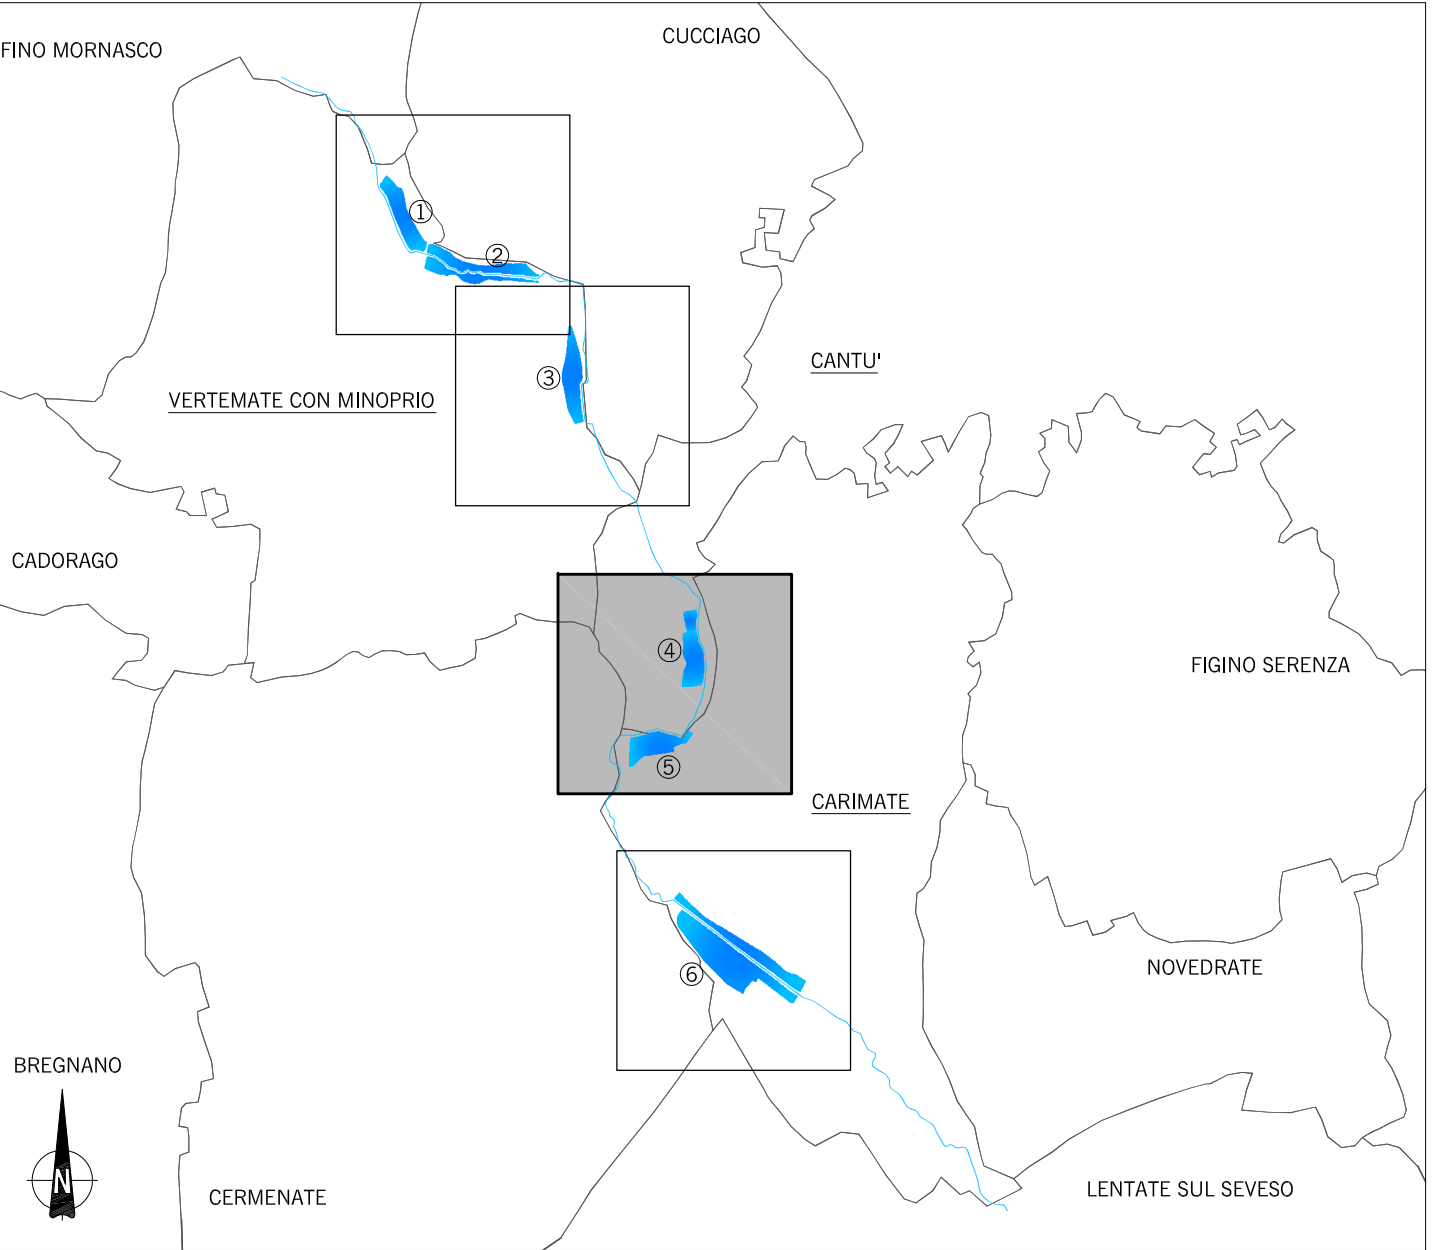 FINO MORNASCO
CUCCIAGO
①
②
③
CANTU'
VERTEMATE CON MINOPRIO
CADORAGO
④
FIGINO SERENZA
⑤
CARIMATE
⑥
NOVEDRATE
BREGNANO
N
CERMENATE
LENTATE SUL SEVESO